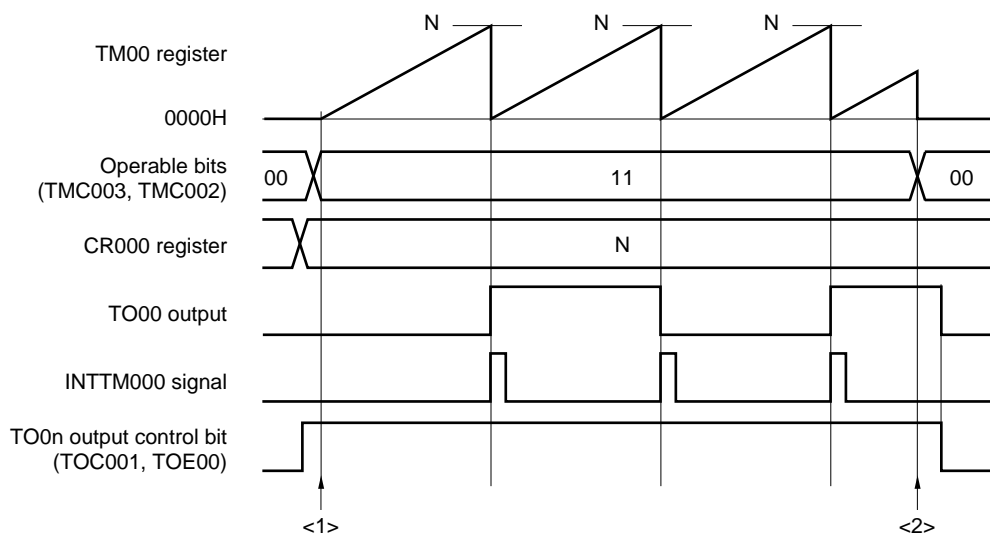 N N N
TM00 register
0000H
Operable bits
(TMC003, TMC002)
00 11 00
CR000 register
N
TO00 output
INTTM000 signal
TO0n output control bit
(TOC001, TOE00)
<1> <2>